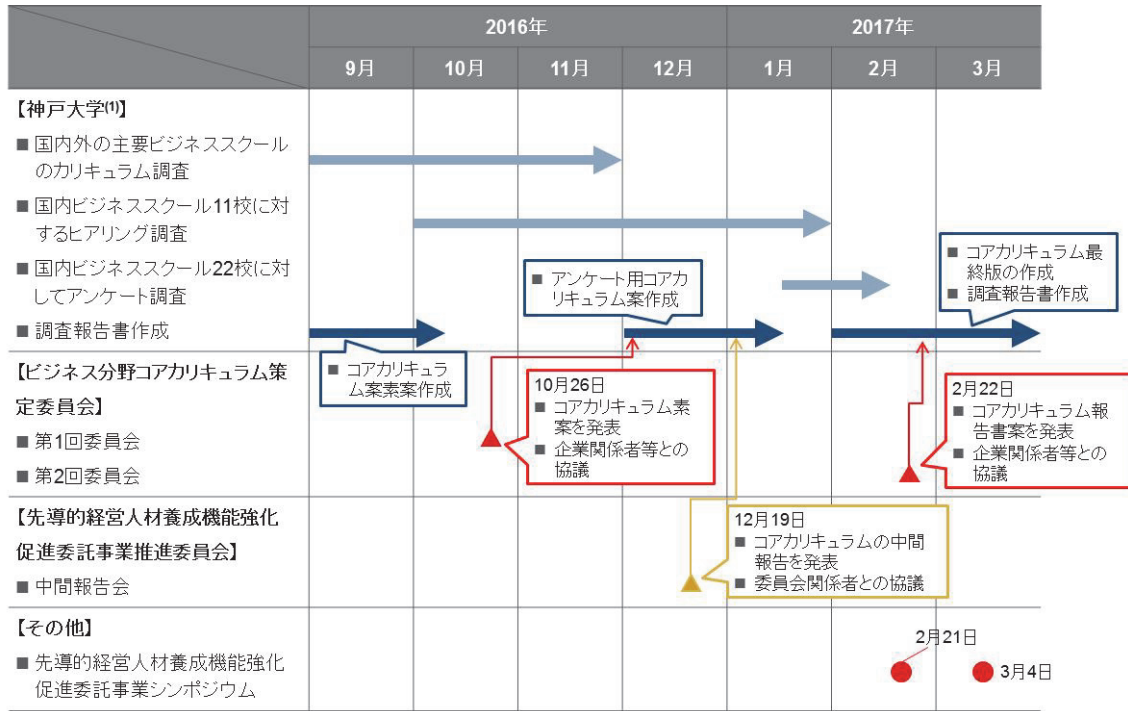 2016年
2017年
9月
10月
11月
12月
1月
2月
3月
【神戸大学(1)】
■ 国内外の主要ビジネススクール
のカリキュラム調査
■ 国内ビジネススクール11校に対
するヒアリング調査
■ 国内ビジネススクール22校に対
してアンケート調査
■ 調査報告書作成
■ アンケート用コアカ
リキュラム案作成
■ コアカリキュラム最
終版の作成
■ 調査報告書作成
■ コアカリキュラ
ム案素案作成
【ビジネス分野コアカリキュラム策
定委員会】
■ 第1回委員会
■ 第2回委員会
10月26日
■ コアカリキュラム素
案を発表
■ 企業関係者等との
協議
2月22日
■ コアカリキュラム報
告書案を発表
■ 企業関係者等との
協議
【先導的経営人材養成機能強化
促進委託事業推進委員会】
■ 中間報告会
12月19日
■ コアカリキュラムの中間
報告を発表
■ 委員会関係者との協議
【その他】
■ 先導的経営人材養成機能強化
促進委託事業シンポジウム
2月21日
3月4日